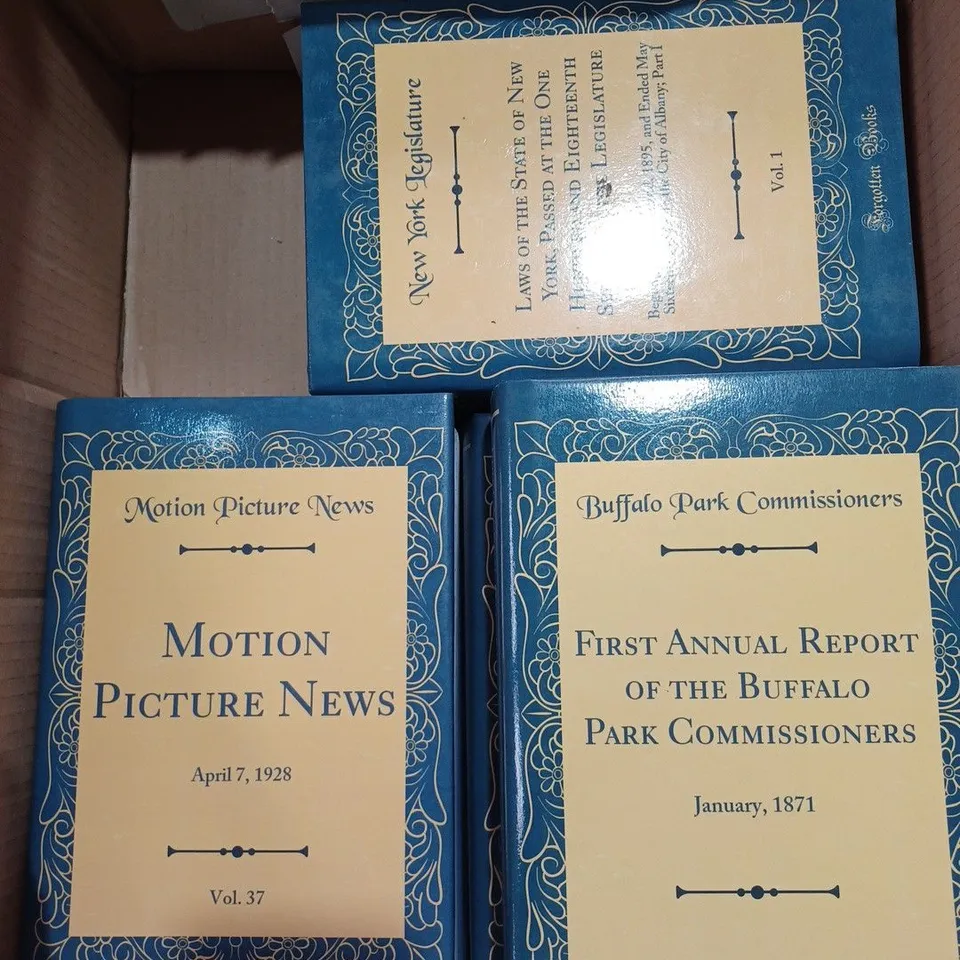 New York Legislature
Laws of the State of New
York, Passed at the One
and Eighteenth
Legislature
1895, and Ended May
City of Albany; Part I
Vol. 1
Forgotten Books
Motion Picture News
Motion
Picture News
April 7, 1928
Vol. 37
Buffalo Park Commissioners
First Annual Report
of the Buffalo
Park Commissioners
January, 1871